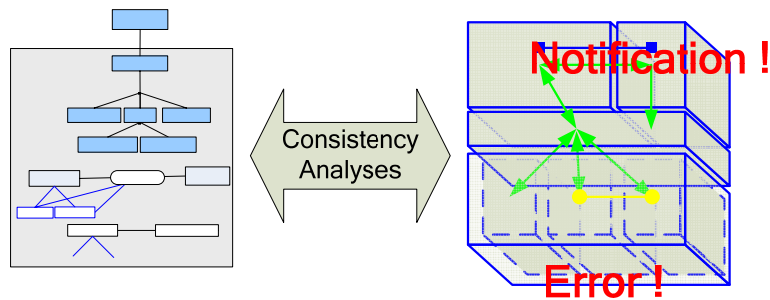 Notification !
Consistency
Analyses
Error !